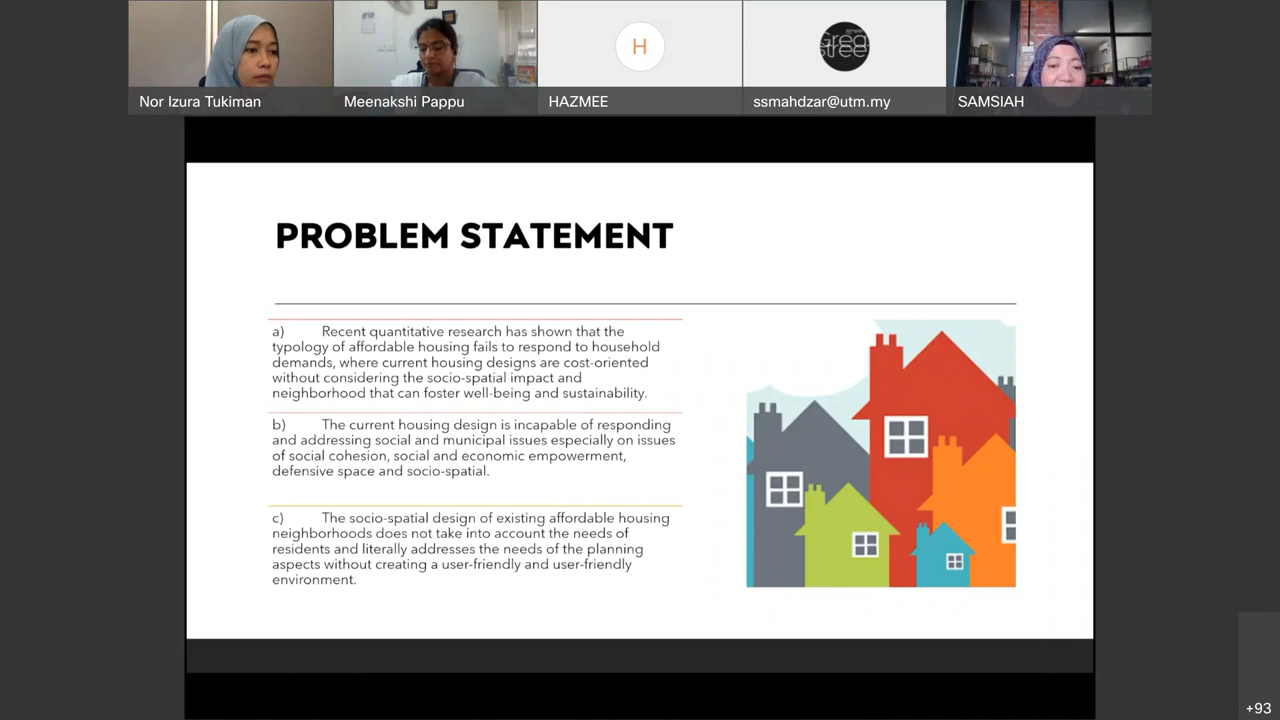 Nor Izura Tukiman
Meenakshi Pappu
H
HAZMEE
ssmahdzar@utm.my
SAMSIAH
PROBLEM STATEMENT
a) Recent quantitative research has shown that the
typology of affordable housing fails to respond to household
demands, where current housing designs are cost-oriented
without considering the socio-spatial impact and
neighborhood that can foster well-being and sustainability.
b) The current housing design is incapable of responding
and addressing social and municipal issues especially on issues
of social cohesion, social and economic empowerment,
defensive space and socio-spatial.
c) The socio-spatial design of existing affordable housing
neighborhoods does not take into account the needs of
residents and literally addresses the needs of the planning
aspects without creating a user-friendly and user-friendly
environment.
+93